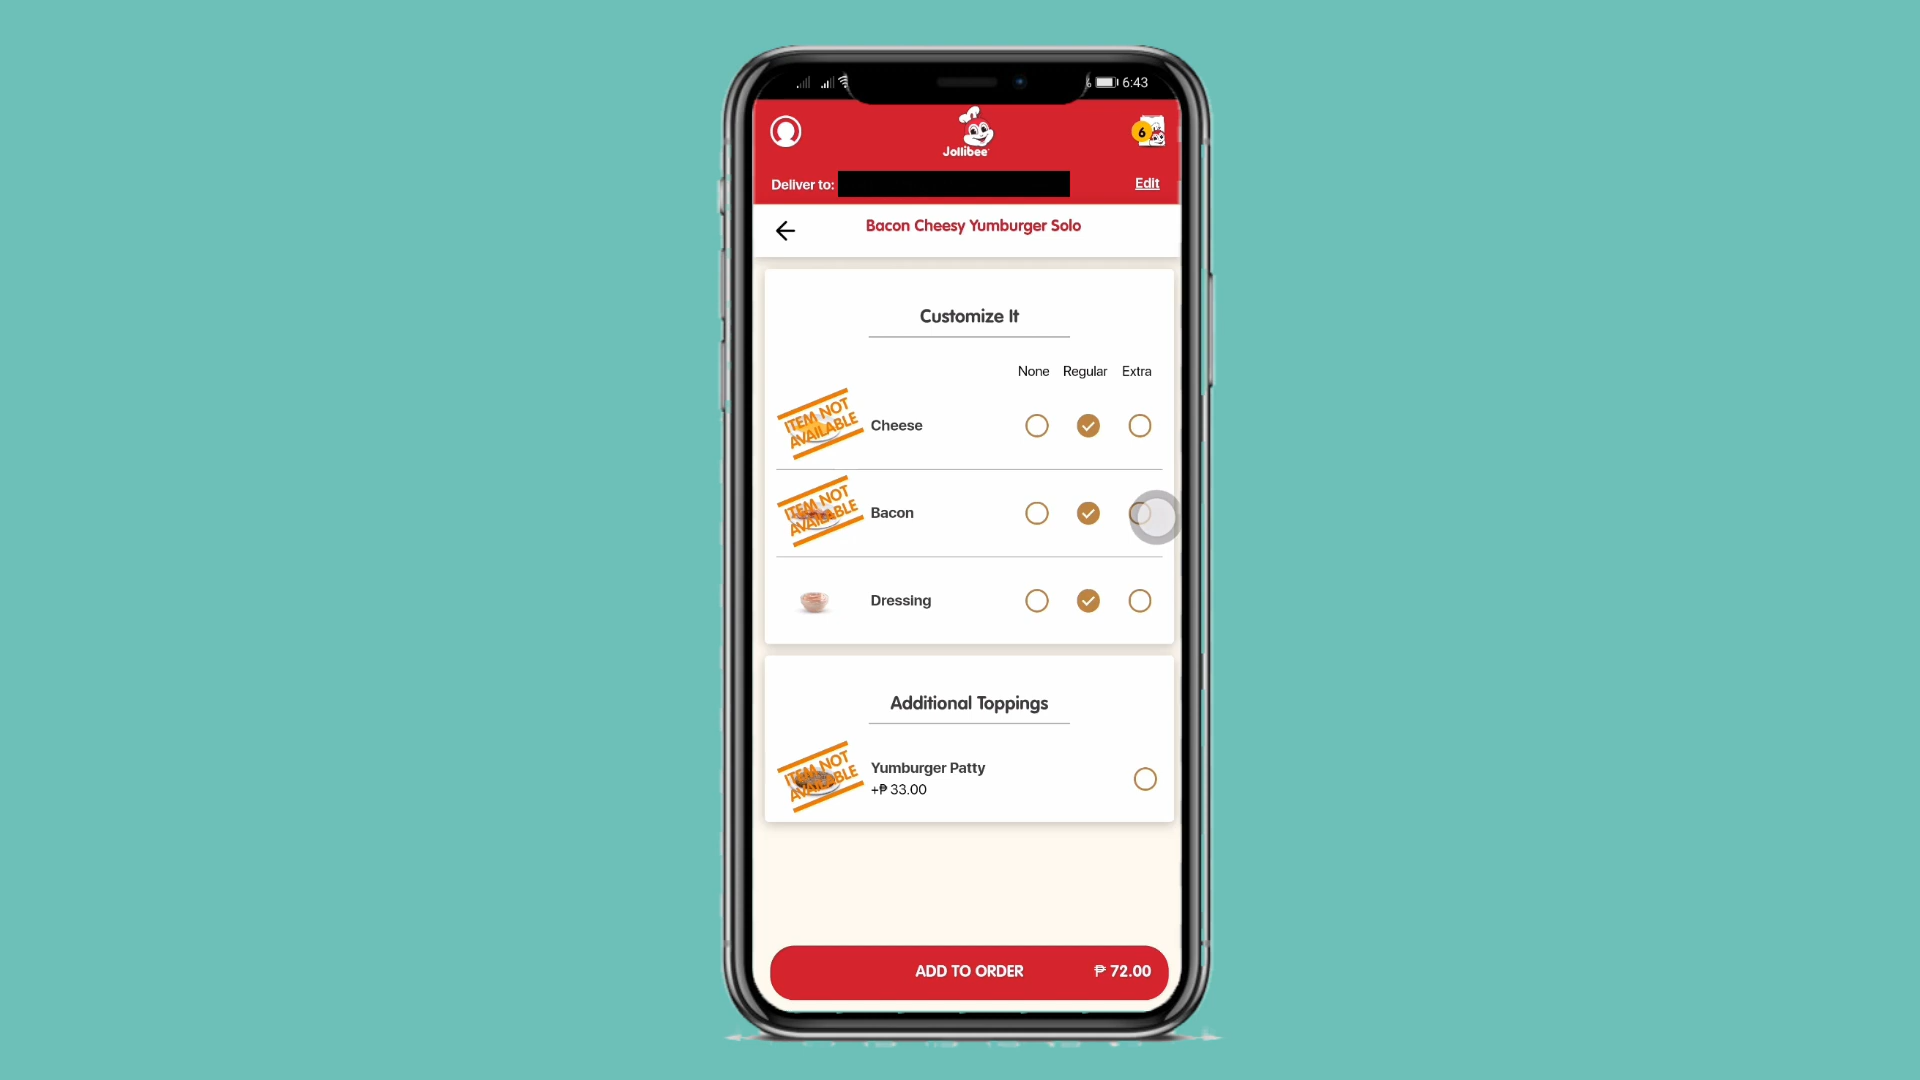 6:43
Jollibee
6
Deliver to:
Edit
Bacon Cheesy Yumburger Solo
Customize It
None Regular Extra
ITEM NOT
AVAILABLE
Cheese
ITEM NOT
AVAILABLE
Bacon
Dressing
Additional Toppings
ITEM NOT
AVAILABLE
Yumburger Patty
+₱ 33.00
ADD TO ORDER ₱ 72.00